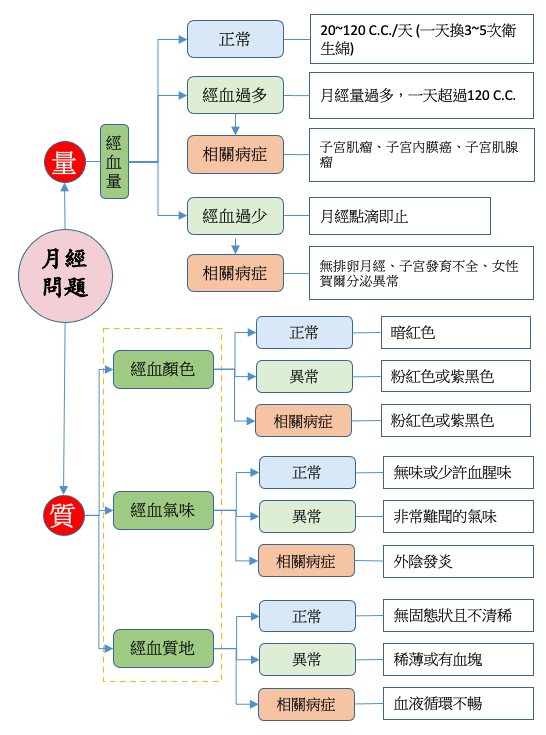 月經
問題
量
經
血
量
正常
20~120 C.C./天 (一天換3~5次衛
生綿)
經血過多
月經量過多，一天超過120 C.C.
相關病症
子宮肌瘤、子宮內膜癌、子宮肌腺
瘤
經血過少
月經點滴即止
相關病症
無排卵月經、子宮發育不全、女性
賀爾分泌異常
質
經血顏色
正常
暗紅色
異常
粉紅色或紫黑色
相關病症
粉紅色或紫黑色
經血氣味
正常
無味或少許血腥味
異常
非常難聞的氣味
相關病症
外陰發炎
經血質地
正常
無固態狀且不清稀
異常
稀薄或有血塊
相關病症
血液循環不暢